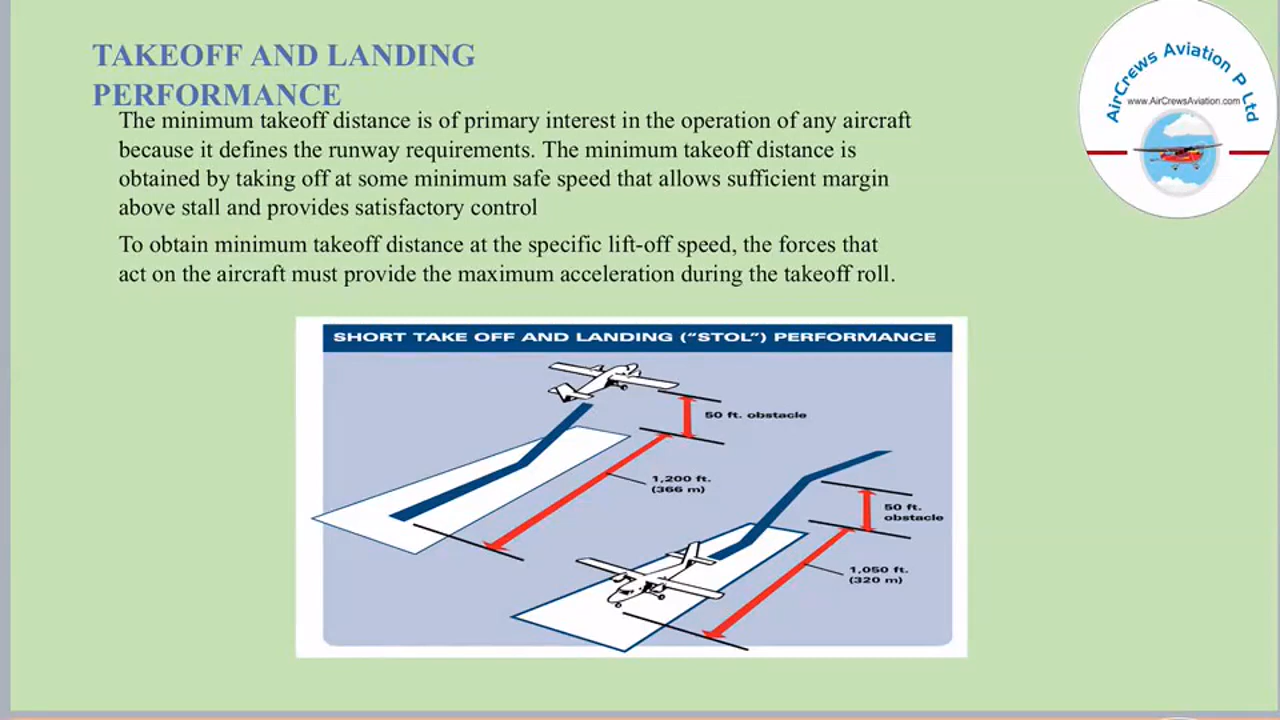 TAKEOFF AND LANDING
PERFORMANCE
The minimum takeoff distance is of primary interest in the operation of any aircraft
because it defines the runway requirements. The minimum takeoff distance is
obtained by taking off at some minimum safe speed that allows sufficient margin
above stall and provides satisfactory control
To obtain minimum takeoff distance at the specific lift-off speed, the forces that
act on the aircraft must provide the maximum acceleration during the takeoff roll.
AirCrews Aviation P Ltd
www.AirCrewsAviation.com
SHORT TAKE OFF AND LANDING ("STOL") PERFORMANCE
50 ft. obstacle
1,200 ft.
(366 m)
50 ft.
obstacle
1,050 ft.
(320 m)